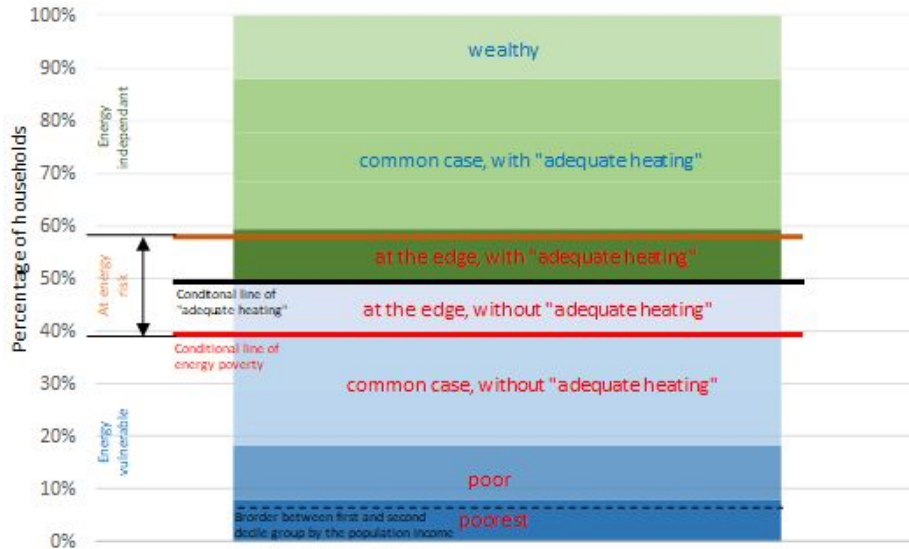 100%
90%
80%
70%
60%
50%
40%
30%
20%
10%
0%
Percentage of households
Energy
independant
At energy
risk
Energy
vulnerable
wealthy
common case, with "adequate heating"
at the edge, with "adequate heating"
Conditonal line of
"adequate heating"
at the edge, without "adequate heating"
Conditional line of
energy poverty
common case, without "adequate heating"
poor
poorest
Brorder between first and second
decile group by the population income